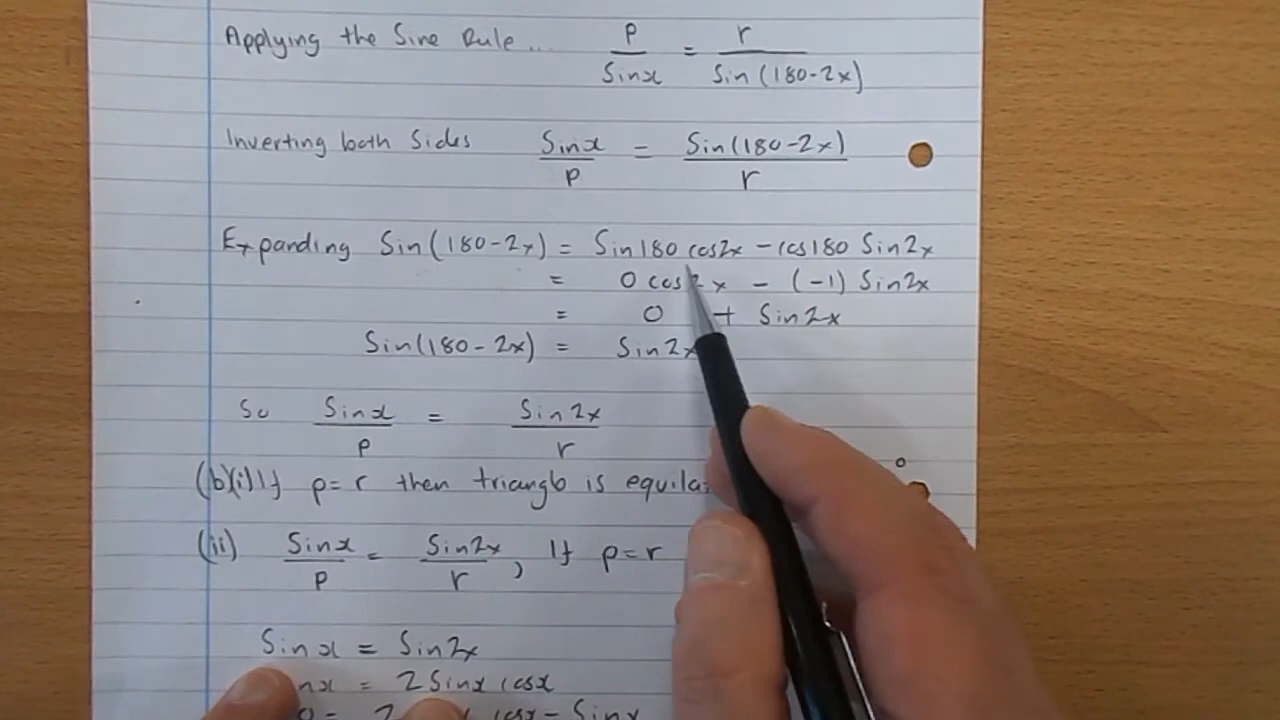 Applying the Sine Rule... p/Sinx = r/Sin(180-2x)
Inverting both Sides Sinx/p = Sin(180-2x)/r
Expanding Sin(180-2x) = Sin180 cos2x - cos180 Sin2x
= 0 cos2x - (-1) Sin2x
= 0 + Sin2x
Sin(180-2x) = Sin2x
So Sinx/p = Sin2x/r
(b)(i) If p=r then triangle is
(ii) Sinx/p = Sin2x/r, If p=r
Sinx = Sin2x
= 2Sinx cosx
cosx - Sinx